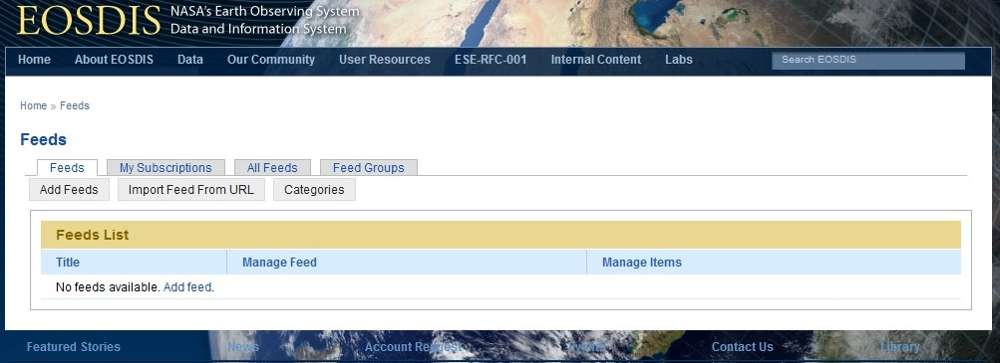 EOSDIS NASA's Earth Observing System
Data and Information System
Home About EOSDIS Data Our Community User Resources ESE-RFC-001 Internal Content Labs Search EOSDIS
Home » Feeds
Feeds
Feeds My Subscriptions All Feeds Feed Groups
Add Feeds Import Feed From URL Categories
Feeds List
Title Manage Feed Manage Items
No feeds available. Add feed.
Featured Stories News Account Request Events Contact Us Library